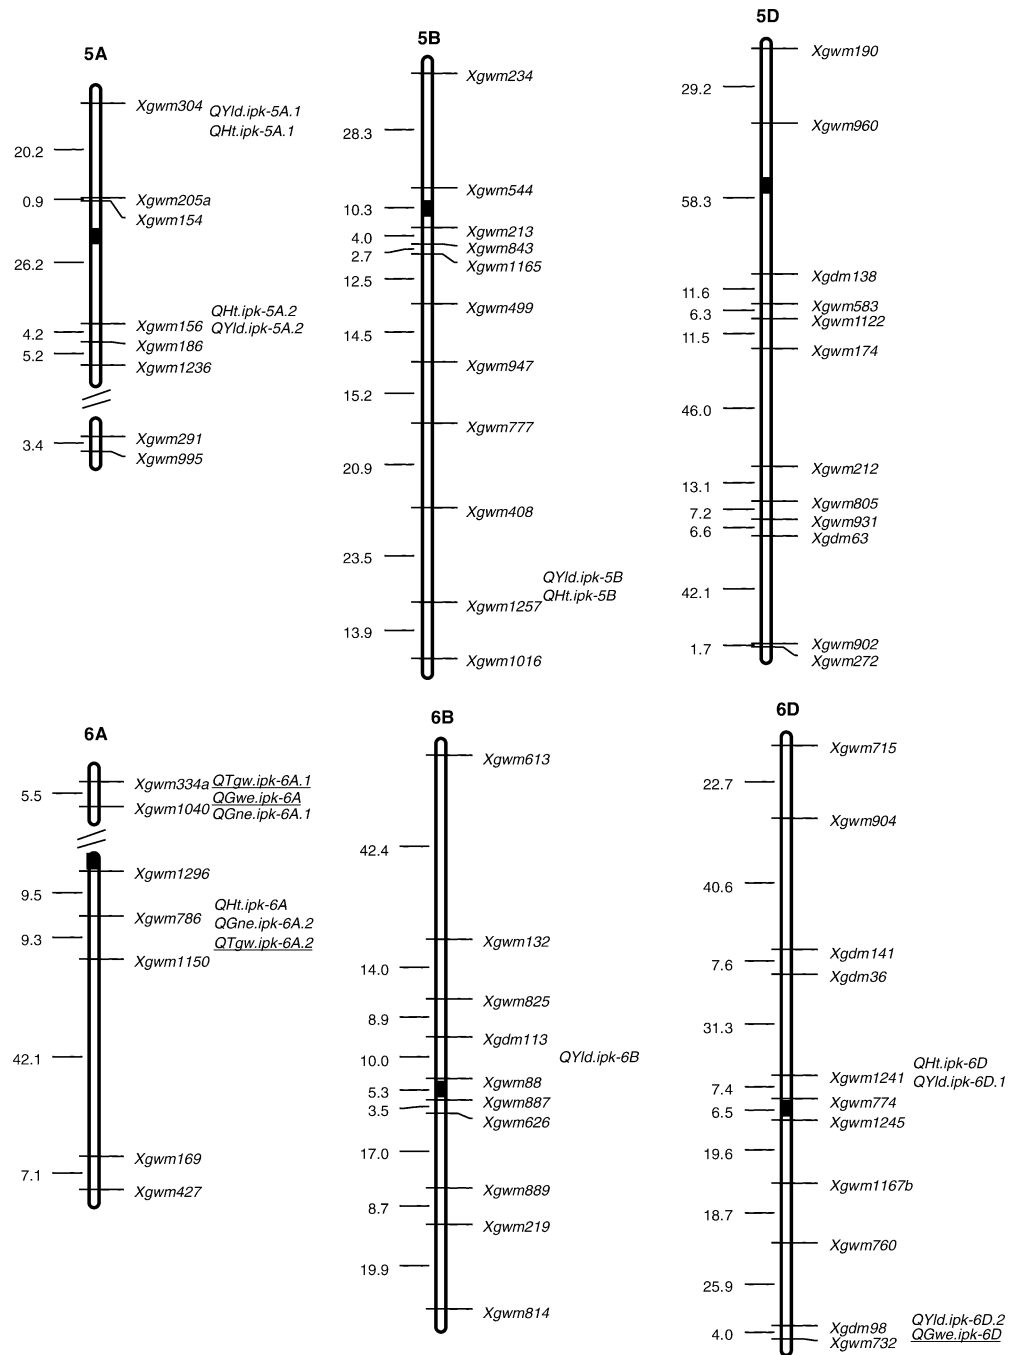 5A
Xgwm304 QYld.ipk-5A.1
QHt.ipk-5A.1
20.2
0.9 Xgwm205a
Xgwm154
26.2
QHt.ipk-5A.2
Xgwm156 QYld.ipk-5A.2
4.2
Xgwm186
5.2
Xgwm1236
Xgwm291
3.4
Xgwm995
5B
Xgwm234
28.3
Xgwm544
10.3
Xgwm213
4.0
Xgwm843
2.7
Xgwm1165
12.5
Xgwm499
14.5
Xgwm947
15.2
Xgwm777
20.9
Xgwm408
23.5
QYld.ipk-5B
QHt.ipk-5B
Xgwm1257
13.9
Xgwm1016
5D
Xgwm190
29.2
Xgwm960
58.3
Xgdm138
11.6
Xgwm583
6.3
Xgwm1122
11.5
Xgwm174
46.0
Xgwm212
13.1
Xgwm805
7.2
Xgwm931
6.6
Xgdm63
42.1
Xgwm902
1.7
Xgwm272
6A
Xgwm334a QTgw.ipk-6A.1
5.5
QGwe.ipk-6A
Xgwm1040 QGne.ipk-6A.1
Xgwm1296
9.5
QHt.ipk-6A
Xgwm786 QGne.ipk-6A.2
9.3
QTgw.ipk-6A.2
Xgwm1150
42.1
Xgwm169
7.1
Xgwm427
6B
Xgwm613
42.4
Xgwm132
14.0
Xgwm825
8.9
Xgdm113
10.0 QYld.ipk-6B
Xgwm88
5.3
Xgwm887
3.5
Xgwm626
17.0
Xgwm889
8.7
Xgwm219
19.9
Xgwm814
6D
Xgwm715
22.7
Xgwm904
40.6
Xgdm141
7.6
Xgdm36
31.3
QHt.ipk-6D
Xgwm1241 QYld.ipk-6D.1
7.4
Xgwm774
6.5
Xgwm1245
19.6
Xgwm1167b
18.7
Xgwm760
25.9
QYld.ipk-6D.2
Xgdm98
4.0 QGwe.ipk-6D
Xgwm732